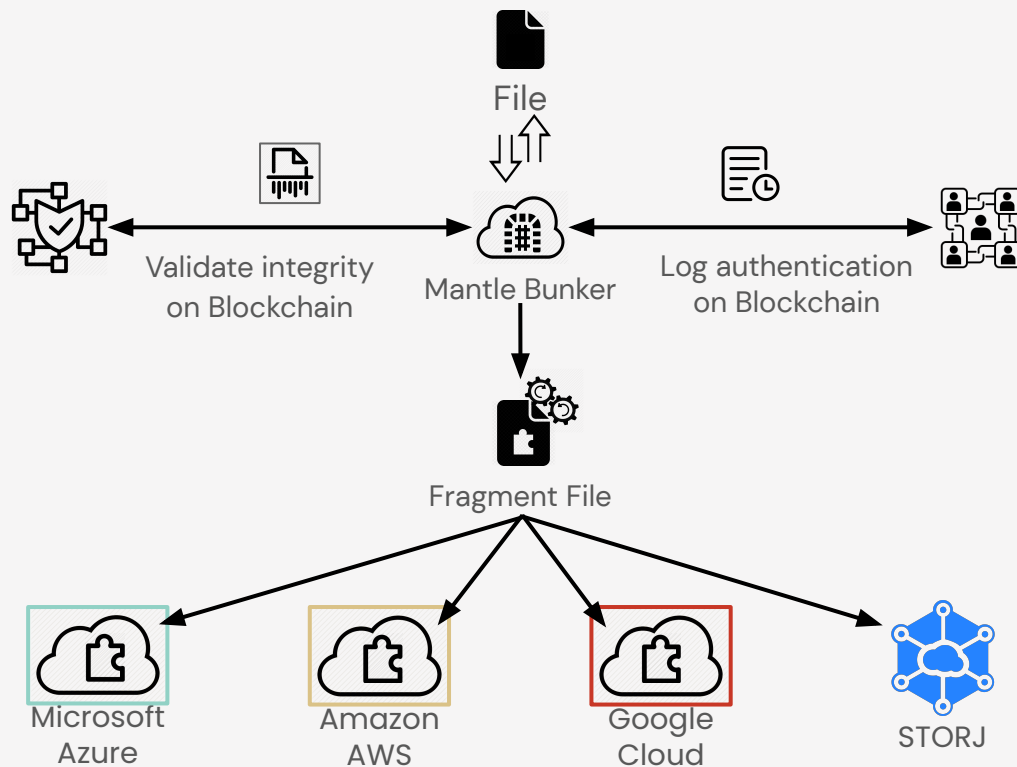 File
Validate integrity
on Blockchain
Mantle Bunker
Log authentication
on Blockchain
Fragment File
Microsoft
Azure
Amazon
AWS
Google
Cloud
STORJ